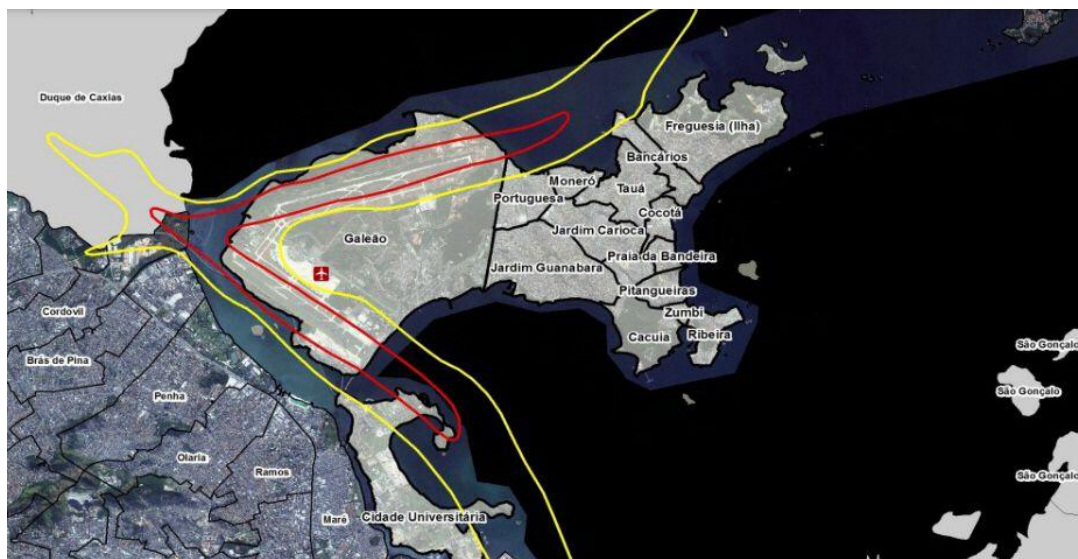 Duque de Caxias
Freguesia (Ilha)
Bancários
Moneró
Tauá
Portuguesa
Cocotá
Jardim Carioca
Galeão
Praia da Bandeira
Jardim Guanabara
Pitangueiras
Cordovil
Zumbi
Cacuia
Ribeira
São Gonçalo
Brás de Pina
Penha
São Gonçalo
Olaria
Ramos
São Gonçalo
Maré
Cidade Universitária